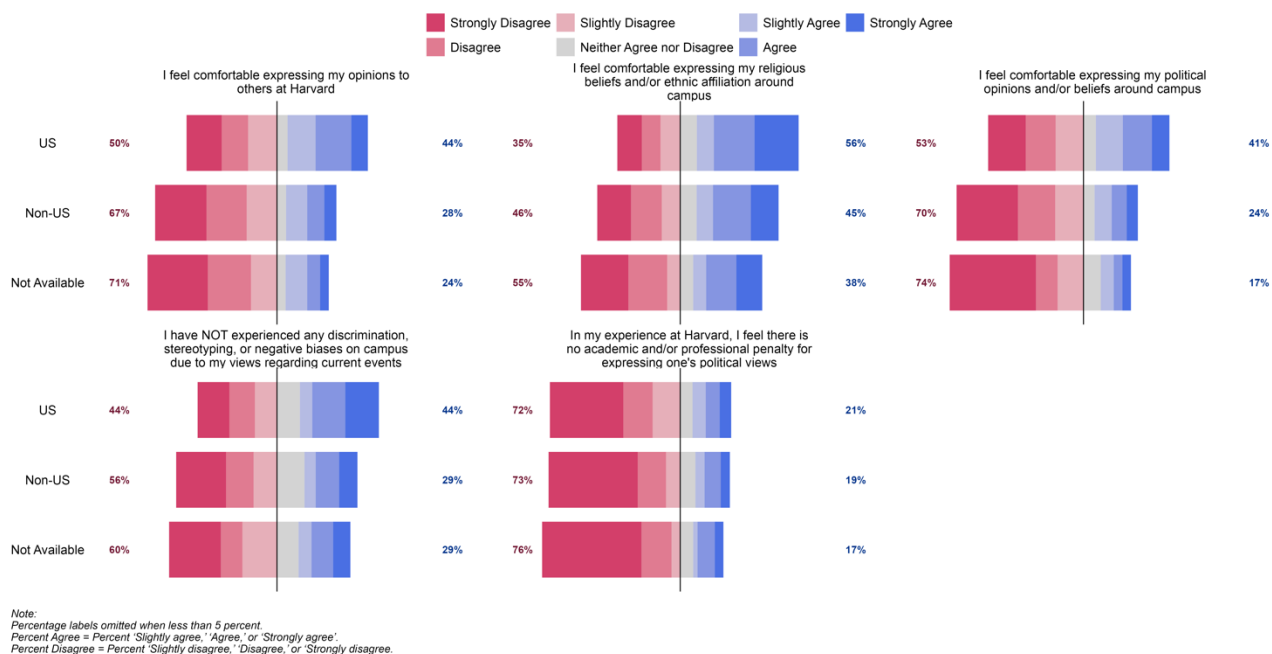 Strongly Disagree Slightly Disagree Slightly Agree Strongly Agree
Disagree Neither Agree nor Disagree Agree
I feel comfortable expressing my opinions to
others at Harvard
I feel comfortable expressing my religious
beliefs and/or ethnic affiliation around
campus
I feel comfortable expressing my political
opinions and/or beliefs around campus
US 50% 44% 35% 56% 53% 41%
Non-US 67% 28% 46% 45% 70% 24%
Not Available 71% 24% 55% 38% 74% 17%
I have NOT experienced any discrimination,
stereotyping, or negative biases on campus
due to my views regarding current events
In my experience at Harvard, I feel there is
no academic and/or professional penalty for
expressing one's political views
US 44% 44% 72% 21%
Non-US 56% 29% 73% 19%
Not Available 60% 29% 76% 17%
Note:
Percentage labels omitted when less than 5 percent.
Percent Agree = Percent 'Slightly agree,' 'Agree,' or 'Strongly agree'.
Percent Disagree = Percent 'Slightly disagree,' 'Disagree,' or 'Strongly disagree.